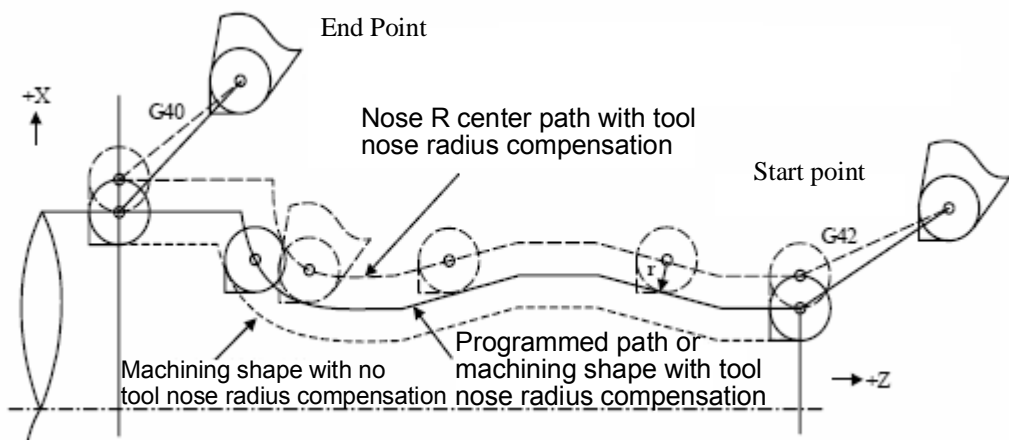 End Point
+X
G40
Nose R center path with tool
nose radius compensation
Start point
G42
r
Machining shape with no
tool nose radius compensation
Programmed path or
machining shape with tool
nose radius compensation
+Z